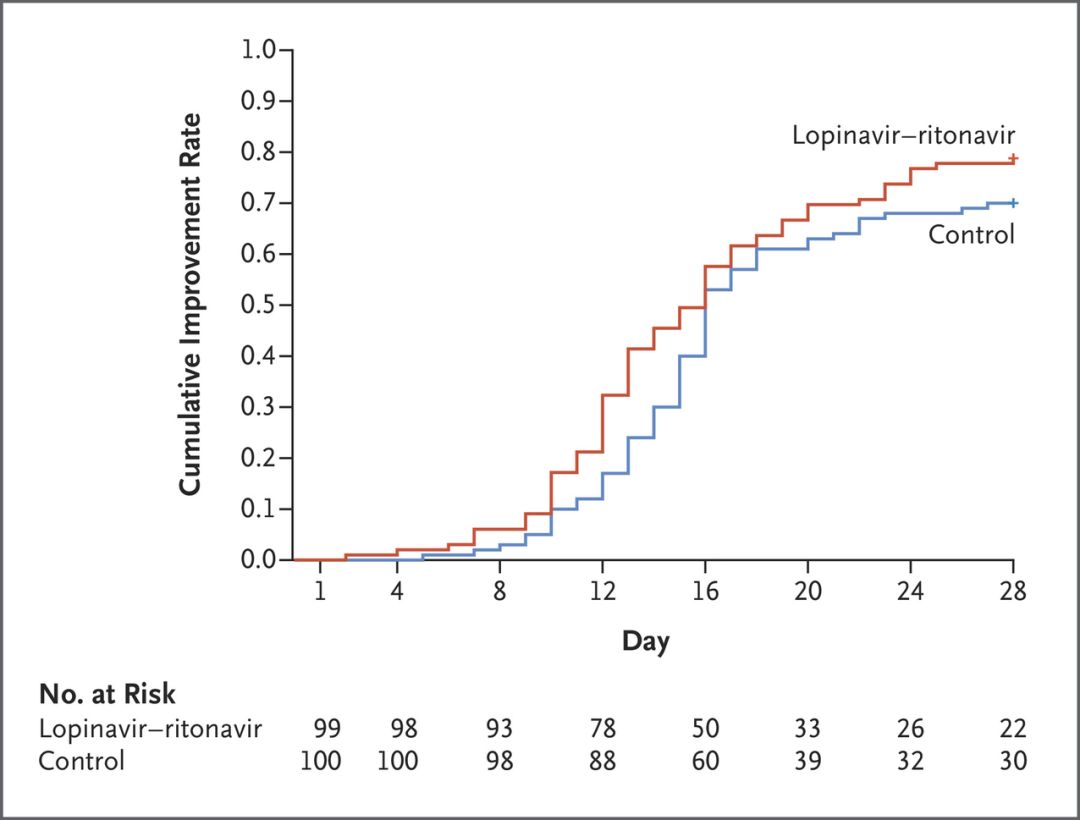 1.0
0.9
0.8
0.7
0.6
0.5
0.4
0.3
0.2
0.1
0.0
Cumulative Improvement Rate
Lopinavir–ritonavir
Control
1 4 8 12 16 20 24 28
Day
No. at Risk
Lopinavir–ritonavir 99 98 93 78 50 33 26 22
Control 100 100 98 88 60 39 32 30